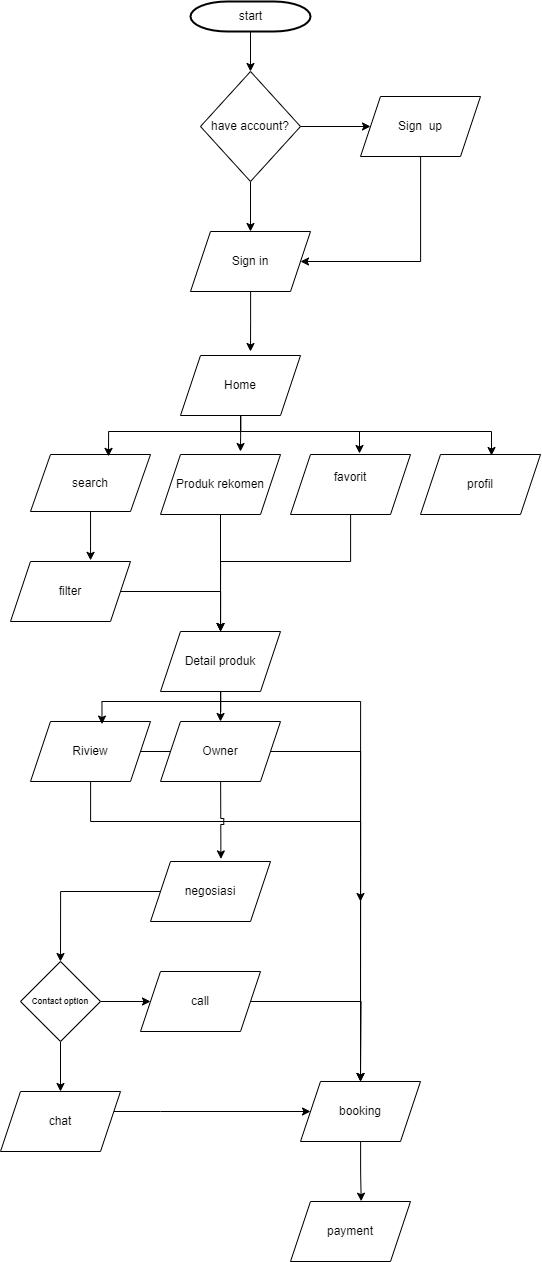 start
have account?
Sign  up
Sign in
Home
search
Produk rekomen
favorit
profil
filter
Detail produk
Riview
Owner
negosiasi
Contact option
call
chat
booking
payment